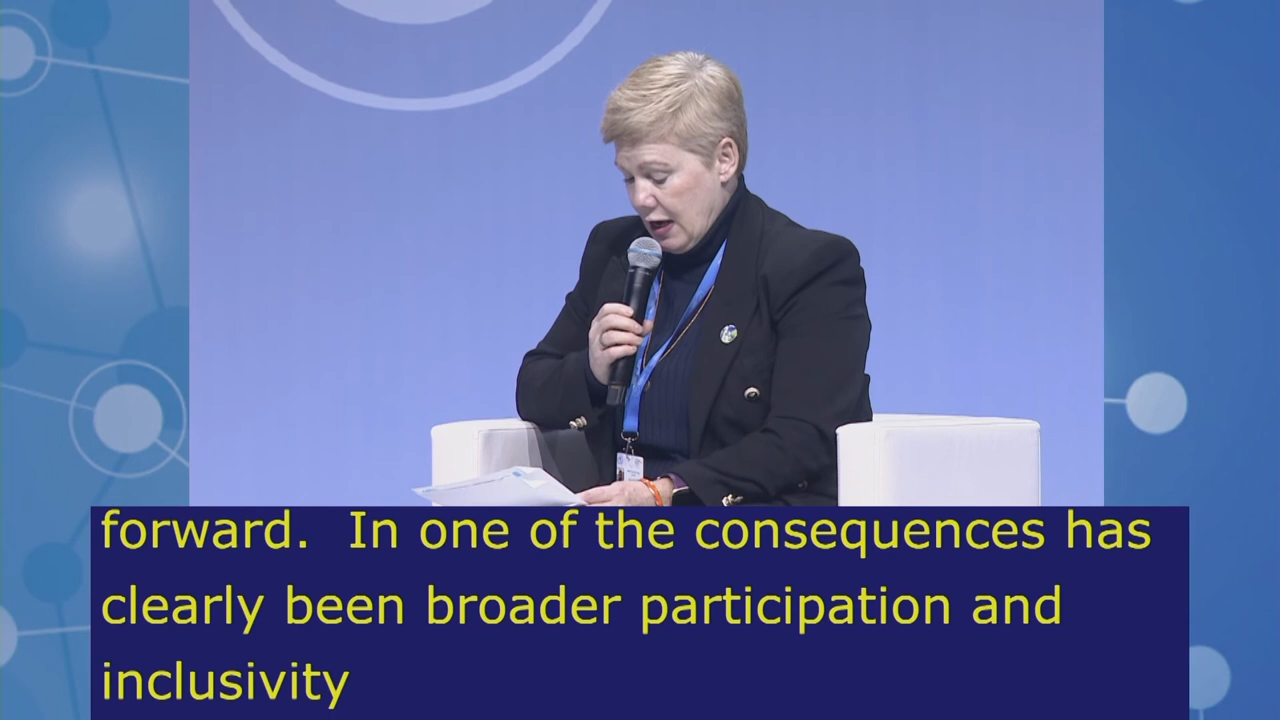 forward.  In one of the consequences has
clearly been broader participation and
inclusivity